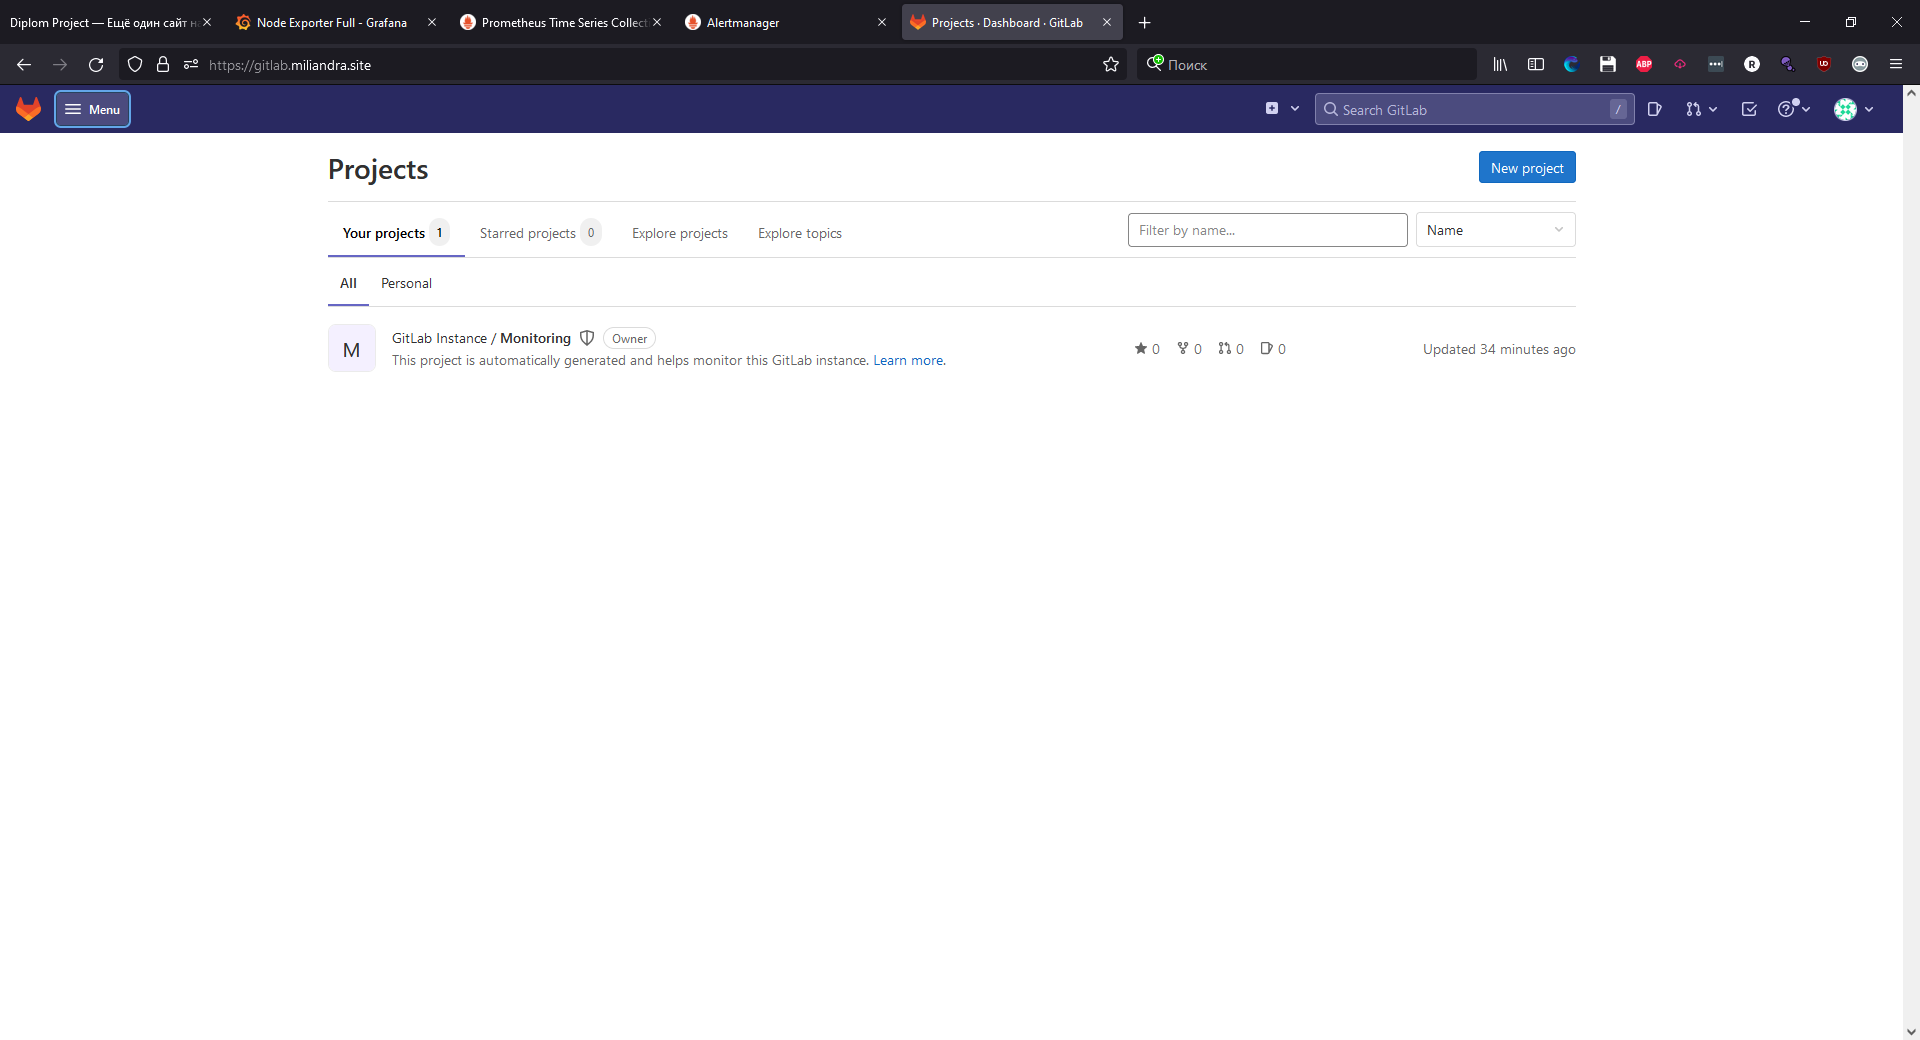 Diplom Project — Ещё один сайт н
Node Exporter Full - Grafana
Prometheus Time Series Collect
Alertmanager
Projects · Dashboard · GitLab
https://gitlab.miliandra.site
Поиск
ABP
R
Menu
Search GitLab
/
Projects
New project
Your projects 1
Starred projects 0
Explore projects
Explore topics
Filter by name...
Name
All
Personal
M
GitLab Instance / Monitoring
Owner
This project is automatically generated and helps monitor this GitLab instance. Learn more.
0 0 0 0
Updated 34 minutes ago